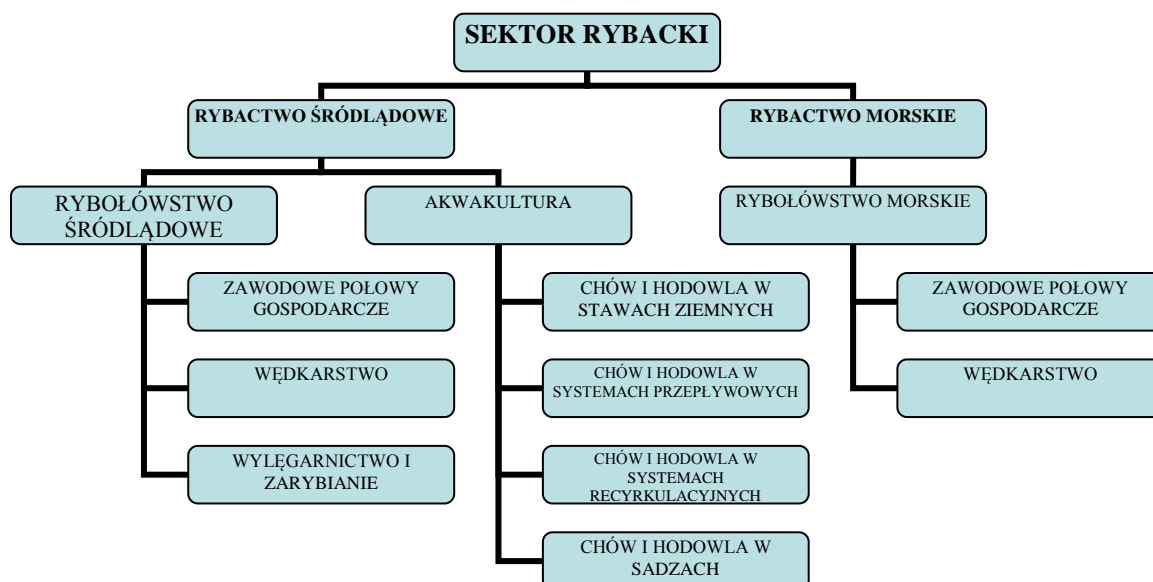 SEKTOR RYBACKI
RYBACTWO ŚRÓDLĄDOWE
RYBACTWO MORSKIE
RYBOŁÓWSTWO
ŚRÓDLĄDOWE
AKWAKULTURA
RYBOŁÓWSTWO MORSKIE
ZAWODOWE POŁOWY
GOSPODARCZE
CHÓW I HODOWLA W
STAWACH ZIEMNYCH
ZAWODOWE POŁOWY
GOSPODARCZE
WĘDKARSTWO
CHÓW I HODOWLA W
SYSTEMACH PRZEPŁYWOWYCH
WĘDKARSTWO
WYLĘGARNICTWO I
ZARYBIANIE
CHÓW I HODOWLA W
SYSTEMACH
RECYRKULACYJNYCH
CHÓW I HODOWLA W
SADZACH